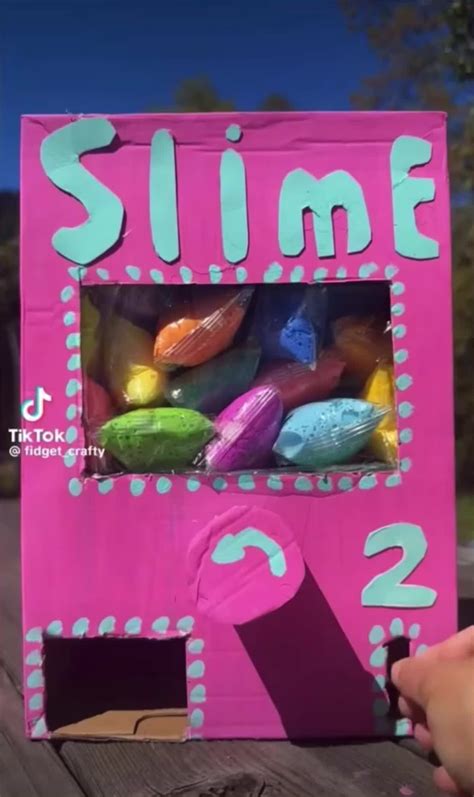 SlimE
TikTok
@ fidget_crafty
2